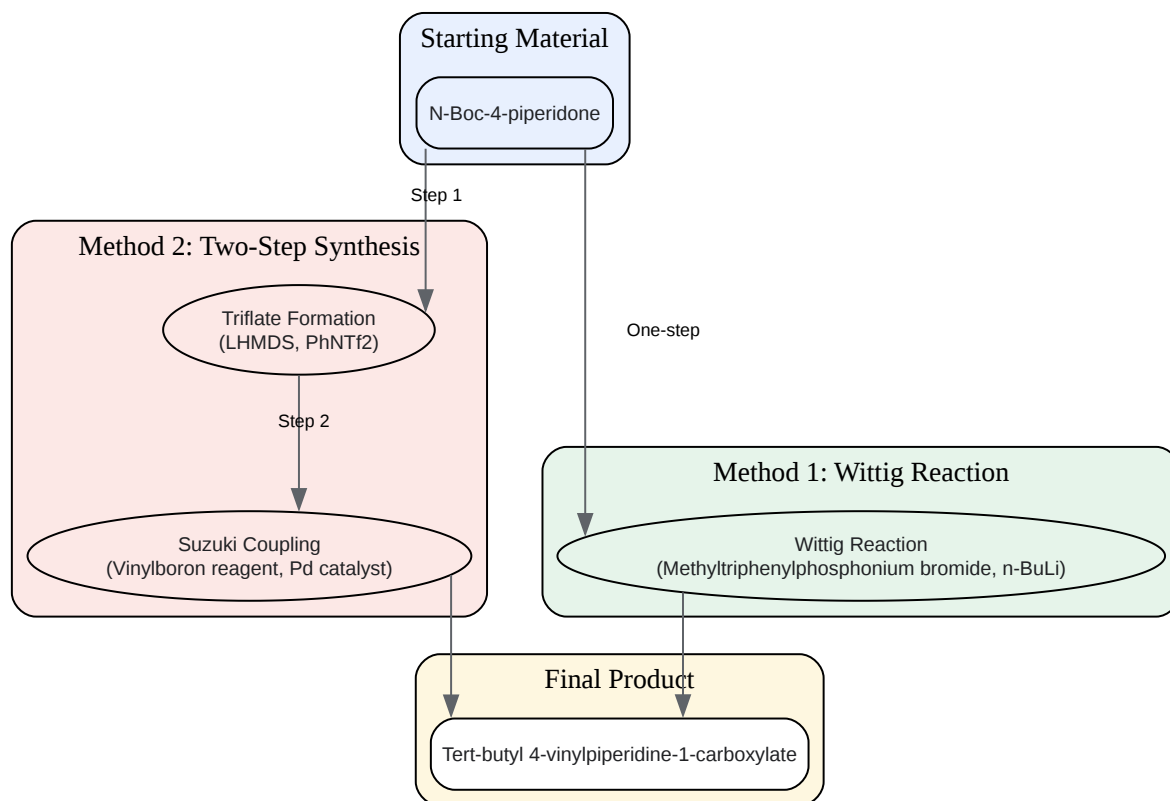 Starting Material
N-Boc-4-piperidone
Step 1
Method 2: Two-Step Synthesis
Triflate Formation
(LHMDS, PhNTf2)
One-step
Step 2
Method 1: Wittig Reaction
Suzuki Coupling
(Vinylboron reagent, Pd catalyst)
Wittig Reaction
(Methyltriphenylphosphonium bromide, n-BuLi)
Final Product
Tert-butyl 4-vinylpiperidine-1-carboxylate